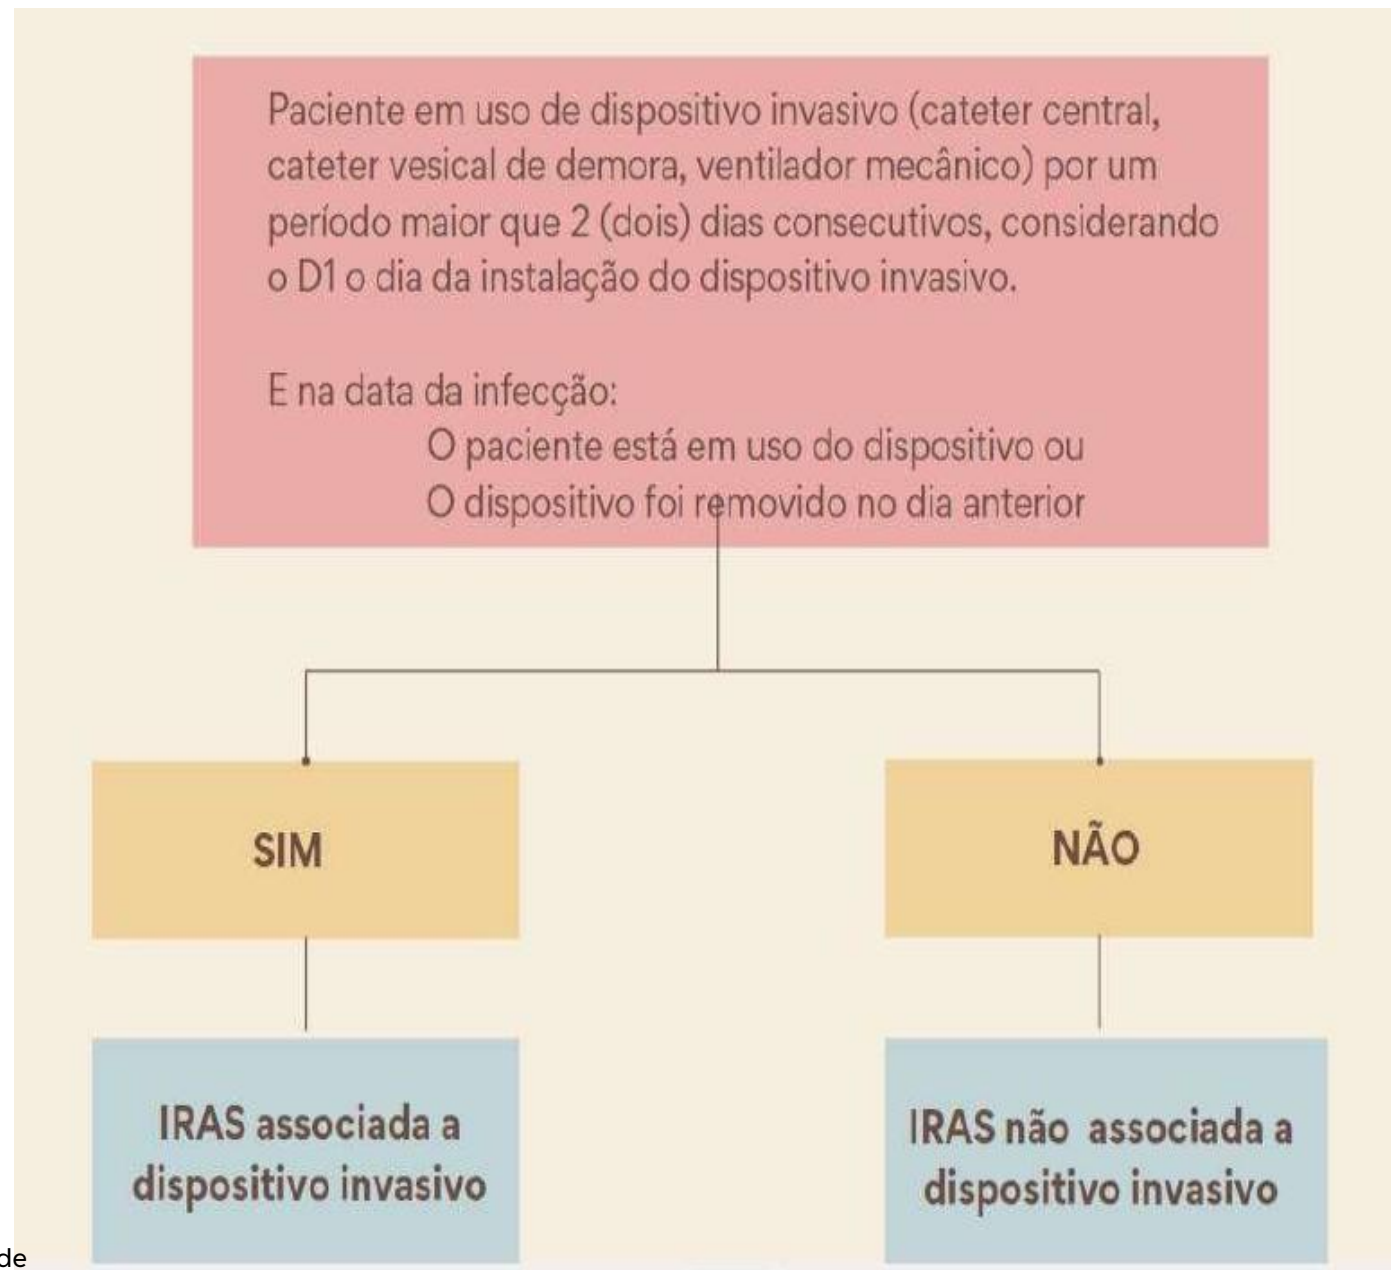 Paciente em uso de dispositivo invasivo (cateter central,
cateter vesical de demora, ventilador mecânico) por um
período maior que 2 (dois) dias consecutivos, considerando
o D1 o dia da instalação do dispositivo invasivo.
E na data da infecção:
O paciente está em uso do dispositivo ou
O dispositivo foi removido no dia anterior
SIM
NÃO
IRAS associada a
dispositivo invasivo
IRAS não associada a
dispositivo invasivo
de